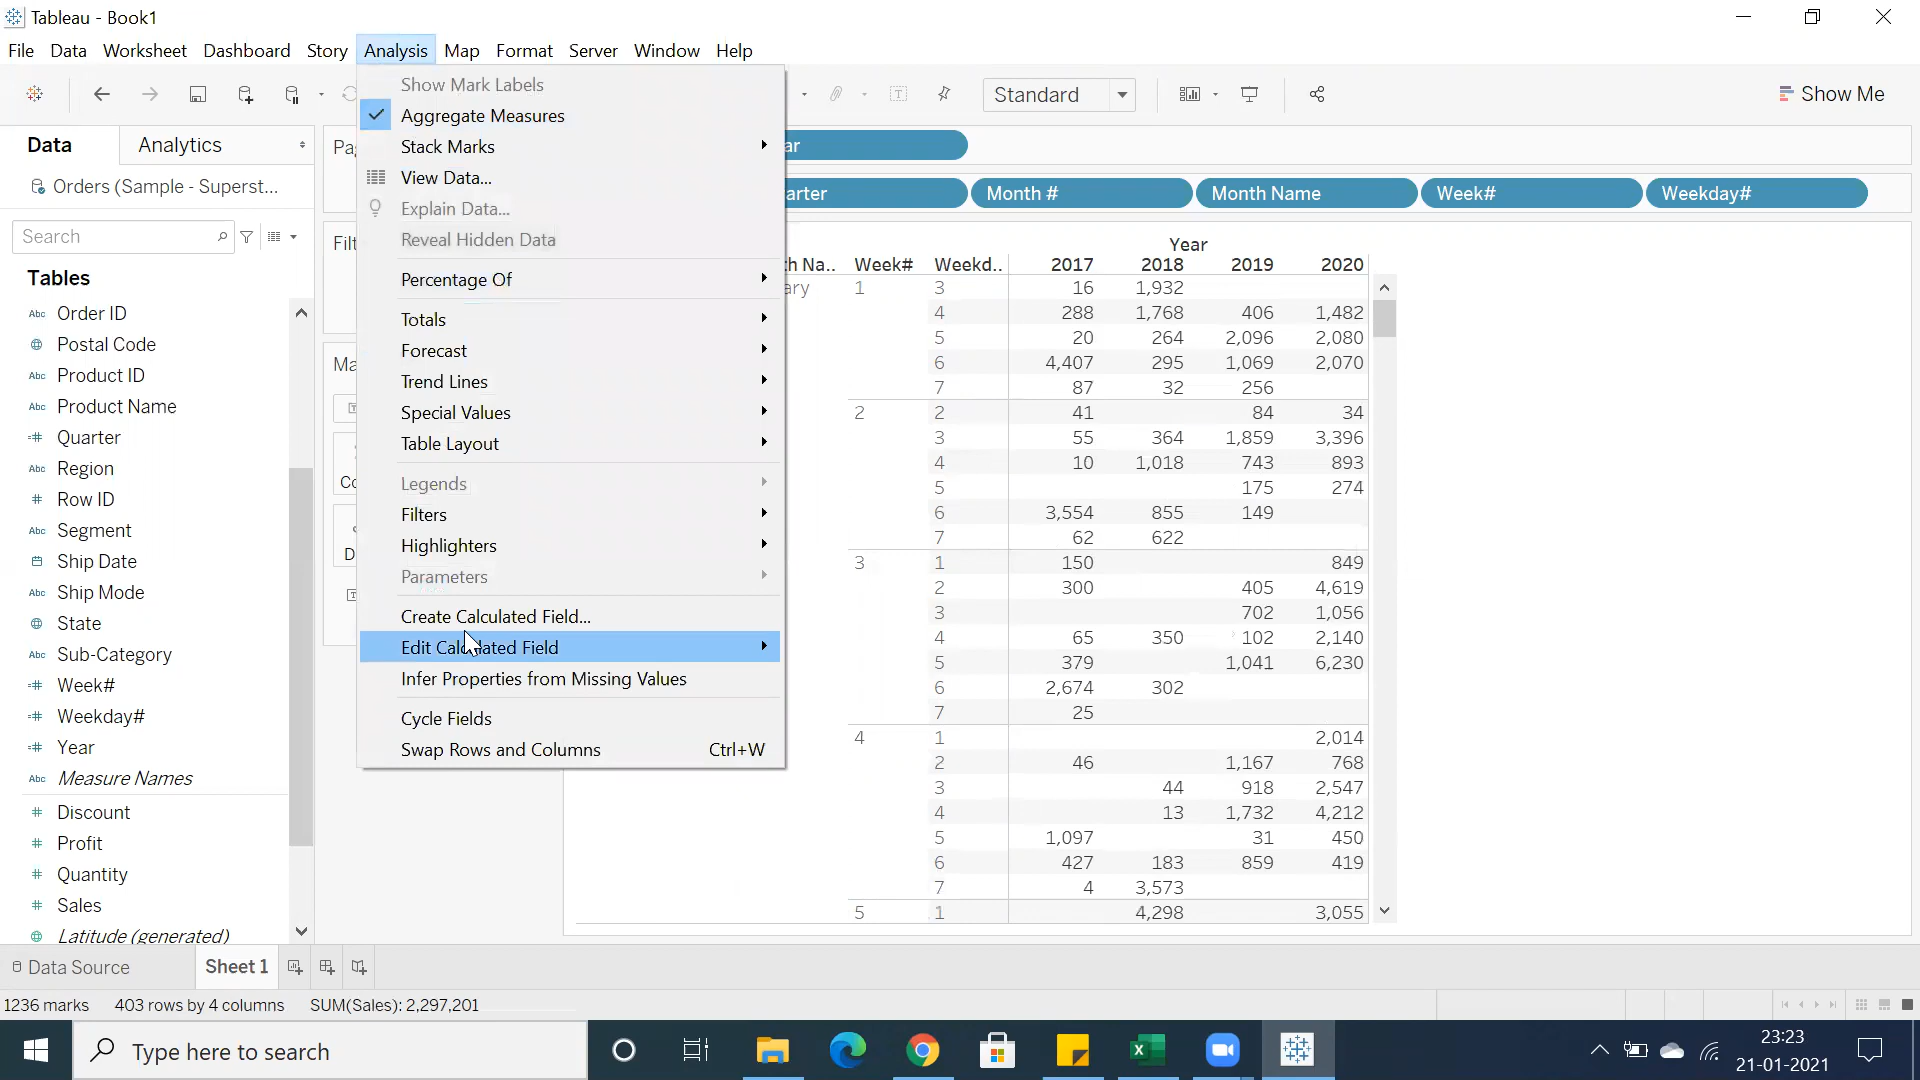 Tableau - Book1
File Data Worksheet Dashboard Story Analysis Map Format Server Window Help
Standard
Show Me
Data
Analytics
Orders (Sample - Superst...
Search
Tables
Abc Order ID
Postal Code
Abc Product ID
Abc Product Name
=# Quarter
Abc Region
# Row ID
Abc Segment
Ship Date
Abc Ship Mode
State
Abc Sub-Category
=# Week#
=# Weekday#
=# Year
Abc Measure Names
# Discount
# Profit
# Quantity
# Sales
Latitude (generated)
Show Mark Labels
Aggregate Measures
Stack Marks
View Data...
Explain Data...
Reveal Hidden Data
Percentage Of
Totals
Forecast
Trend Lines
Special Values
Table Layout
Legends
Filters
Highlighters
Parameters
Create Calculated Field...
Edit Calculated Field
Infer Properties from Missing Values
Cycle Fields
Swap Rows and Columns Ctrl+W
Month # Month Name Week# Weekday#
Year
Week# Weekd.. 2017 2018 2019 2020
1 3 16 1,932
4 288 1,768 406 1,482
5 20 264 2,096 2,080
6 4,407 295 1,069 2,070
7 87 32 256
2 2 41 84 34
3 55 364 1,859 3,396
4 10 1,018 743 893
5 175 274
6 3,554 855 149
7 62 622
3 1 150 849
2 300 405 4,619
3 702 1,056
4 65 350 102 2,140
5 379 1,041 6,230
6 2,674 302
7 25
4 1 2,014
2 46 1,167 768
3 44 918 2,547
4 13 1,732 4,212
5 1,097 31 450
6 427 183 859 419
7 4 3,573
5 1 4,298 3,055
Data Source
Sheet 1
1236 marks 403 rows by 4 columns SUM(Sales): 2,297,201
Type here to search
23:23
21-01-2021